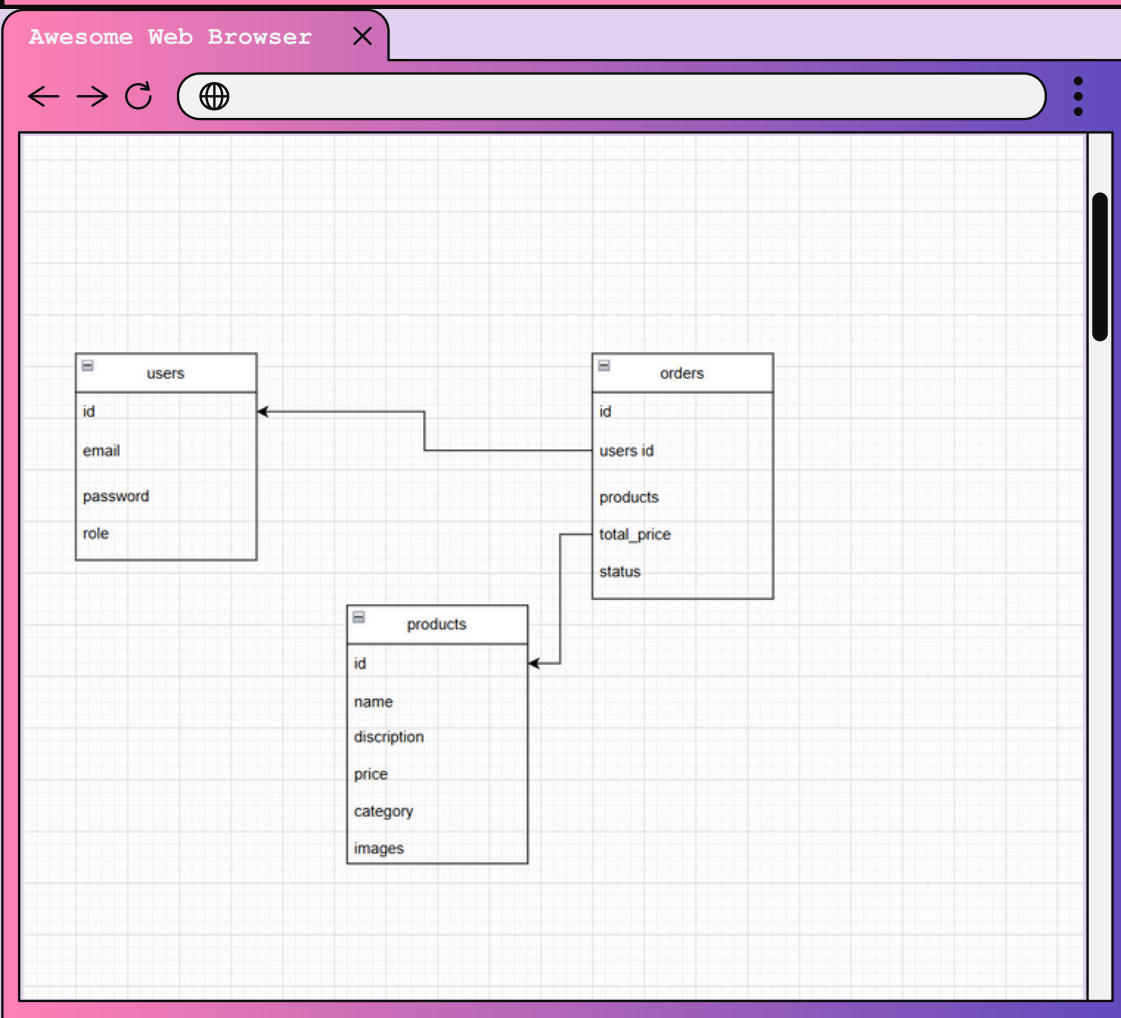 Awesome Web Browser
users
id
email
password
role
orders
id
users id
products
total_price
status
products
id
name
discription
price
category
images